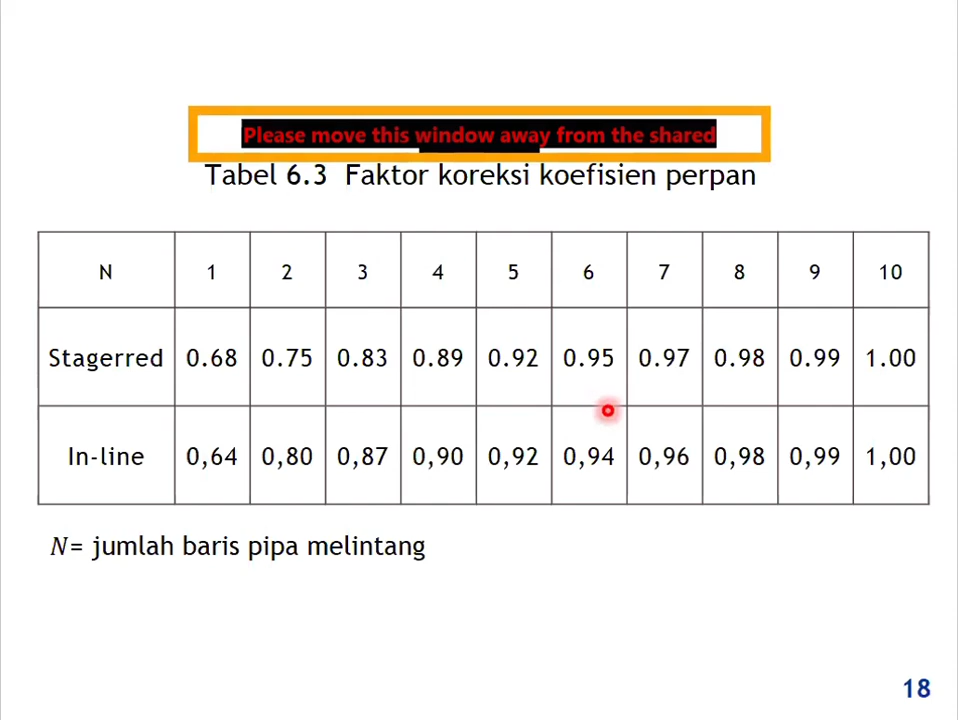 Please move this window away from the shared
Tabel 6.3 Faktor koreksi koefisien perpan
N 1 2 3 4 5 6 7 8 9 10
Stagerred 0.68 0.75 0.83 0.89 0.92 0.95 0.97 0.98 0.99 1.00
In-line 0,64 0,80 0,87 0,90 0,92 0,94 0,96 0,98 0,99 1,00
N= jumlah baris pipa melintang
18